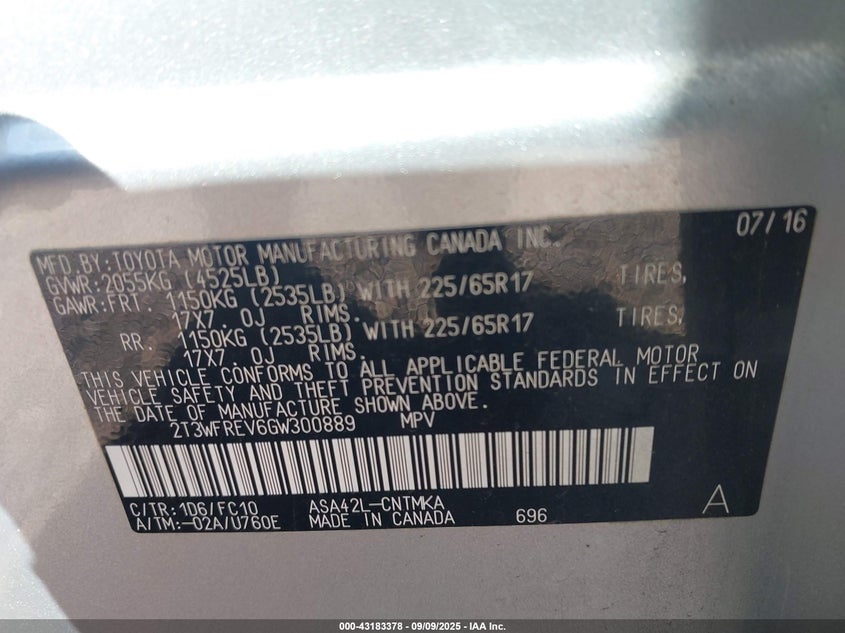 MFD.BY:TOYOTA MOTOR MANUFACTURING CANADA INC. 07/16
GVWR:2055KG (4525LB)
GAWR:FRT. 1150KG (2535LB) WITH 225/65R17 TIRES,
17X7.0J RIMS.
RR. 1150KG (2535LB) WITH 225/65R17 TIRES,
17X7.0J RIMS.
THIS VEHICLE CONFORMS TO ALL APPLICABLE FEDERAL MOTOR
VEHICLE SAFETY AND THEFT PREVENTION STANDARDS IN EFFECT ON
THE DATE OF MANUFACTURE SHOWN ABOVE.
2T3WFREV6GW300889 MPV
C/TR:1D6/FC10 ASA42L-CNTMKA
A/TM:-02A/U760E MADE IN CANADA 696 A
000-43183378 - 09/09/2025 - IAA Inc.